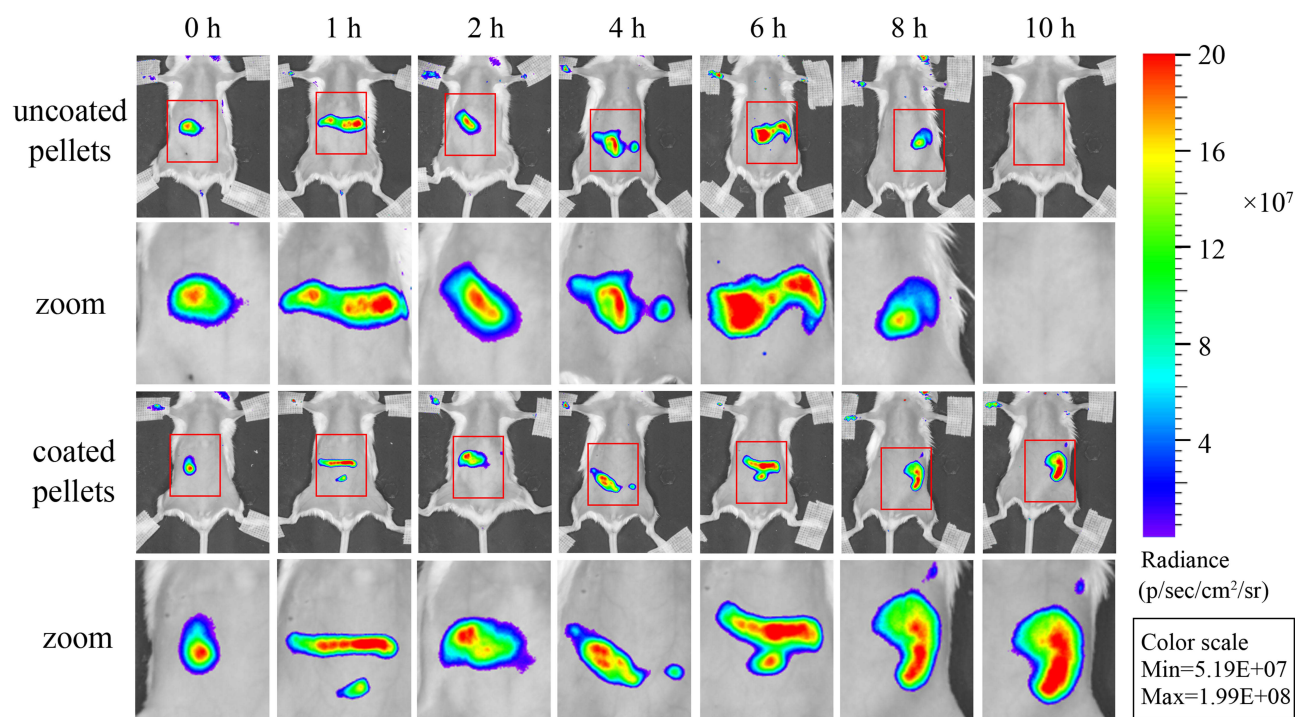 0 h 1 h 2 h 4 h 6 h 8 h 10 h
uncoated
pellets
zoom
coated
pellets
zoom
20
16
×10⁷
12
8
4
Radiance
(p/sec/cm²/sr)
Color scale
Min=5.19E+07
Max=1.99E+08